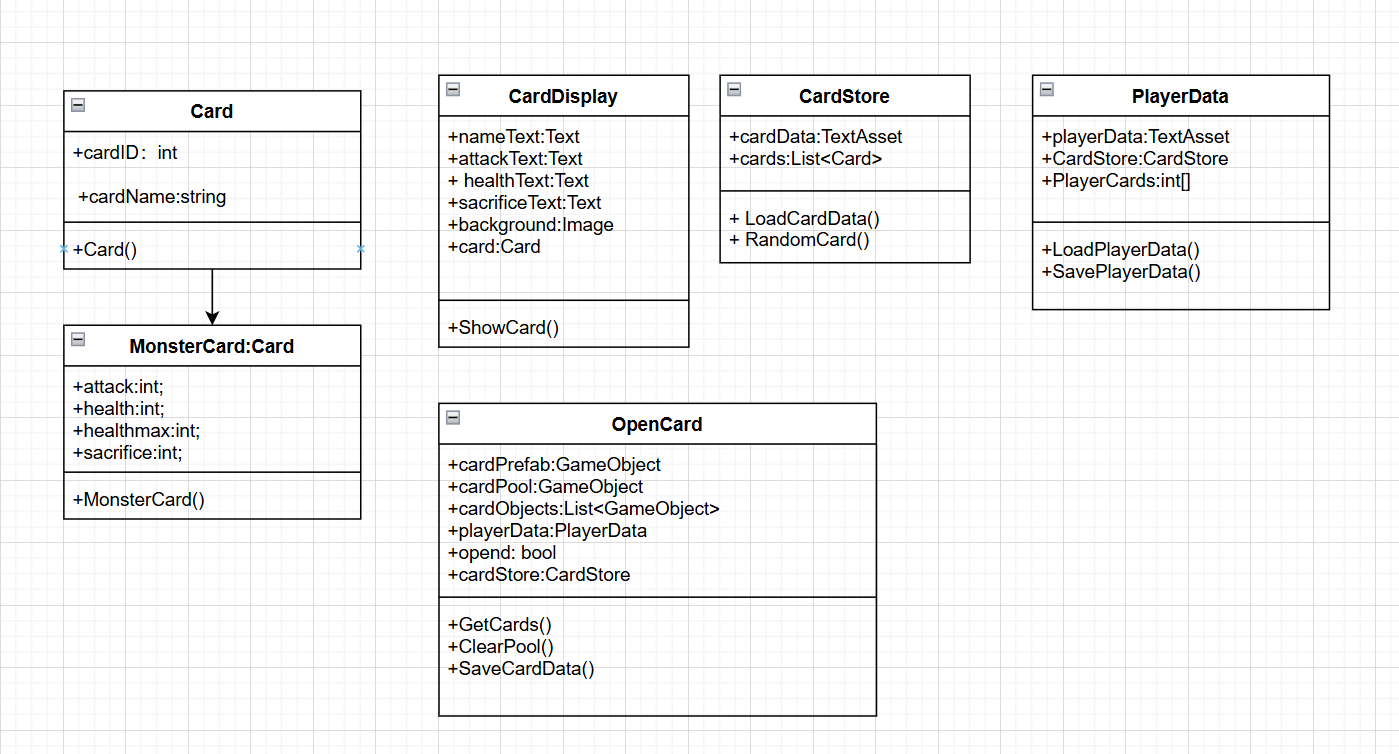 Card
+cardID：int
+cardName:string
+Card()
MonsterCard:Card
+attack:int;
+health:int;
+healthmax:int;
+sacrifice:int;
+MonsterCard()
CardDisplay
+nameText:Text
+attackText:Text
+ healthText:Text
+sacrificeText:Text
+background:Image
+card:Card
+ShowCard()
CardStore
+cardData:TextAsset
+cards:List<Card>
+ LoadCardData()
+ RandomCard()
PlayerData
+playerData:TextAsset
+CardStore:CardStore
+PlayerCards:int[]
+LoadPlayerData()
+SavePlayerData()
OpenCard
+cardPrefab:GameObject
+cardPool:GameObject
+cardObjects:List<GameObject>
+playerData:PlayerData
+opend: bool
+cardStore:CardStore
+GetCards()
+ClearPool()
+SaveCardData()